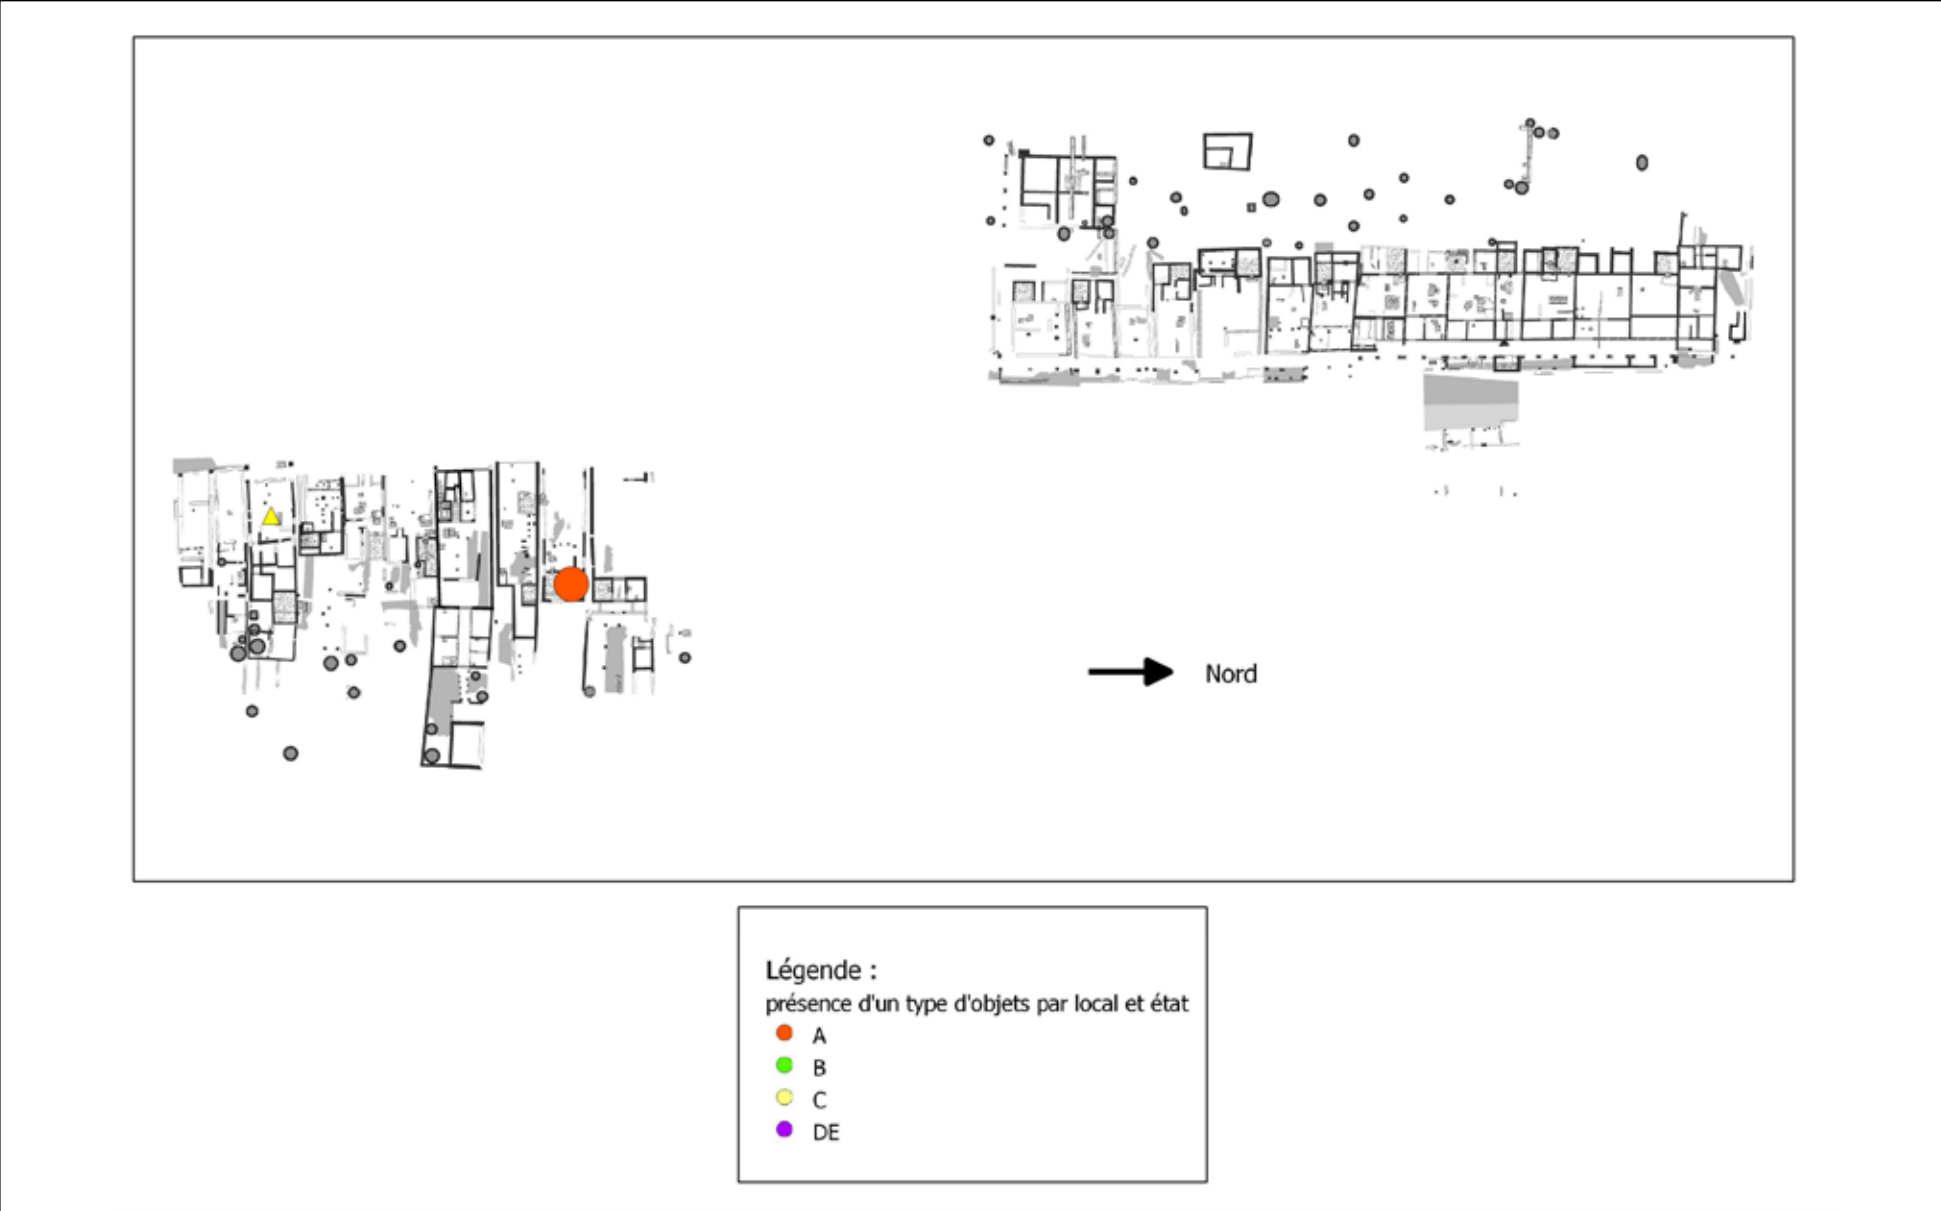 Nord
Légende :
présence d'un type d'objets par local et état
A
B
C
DE